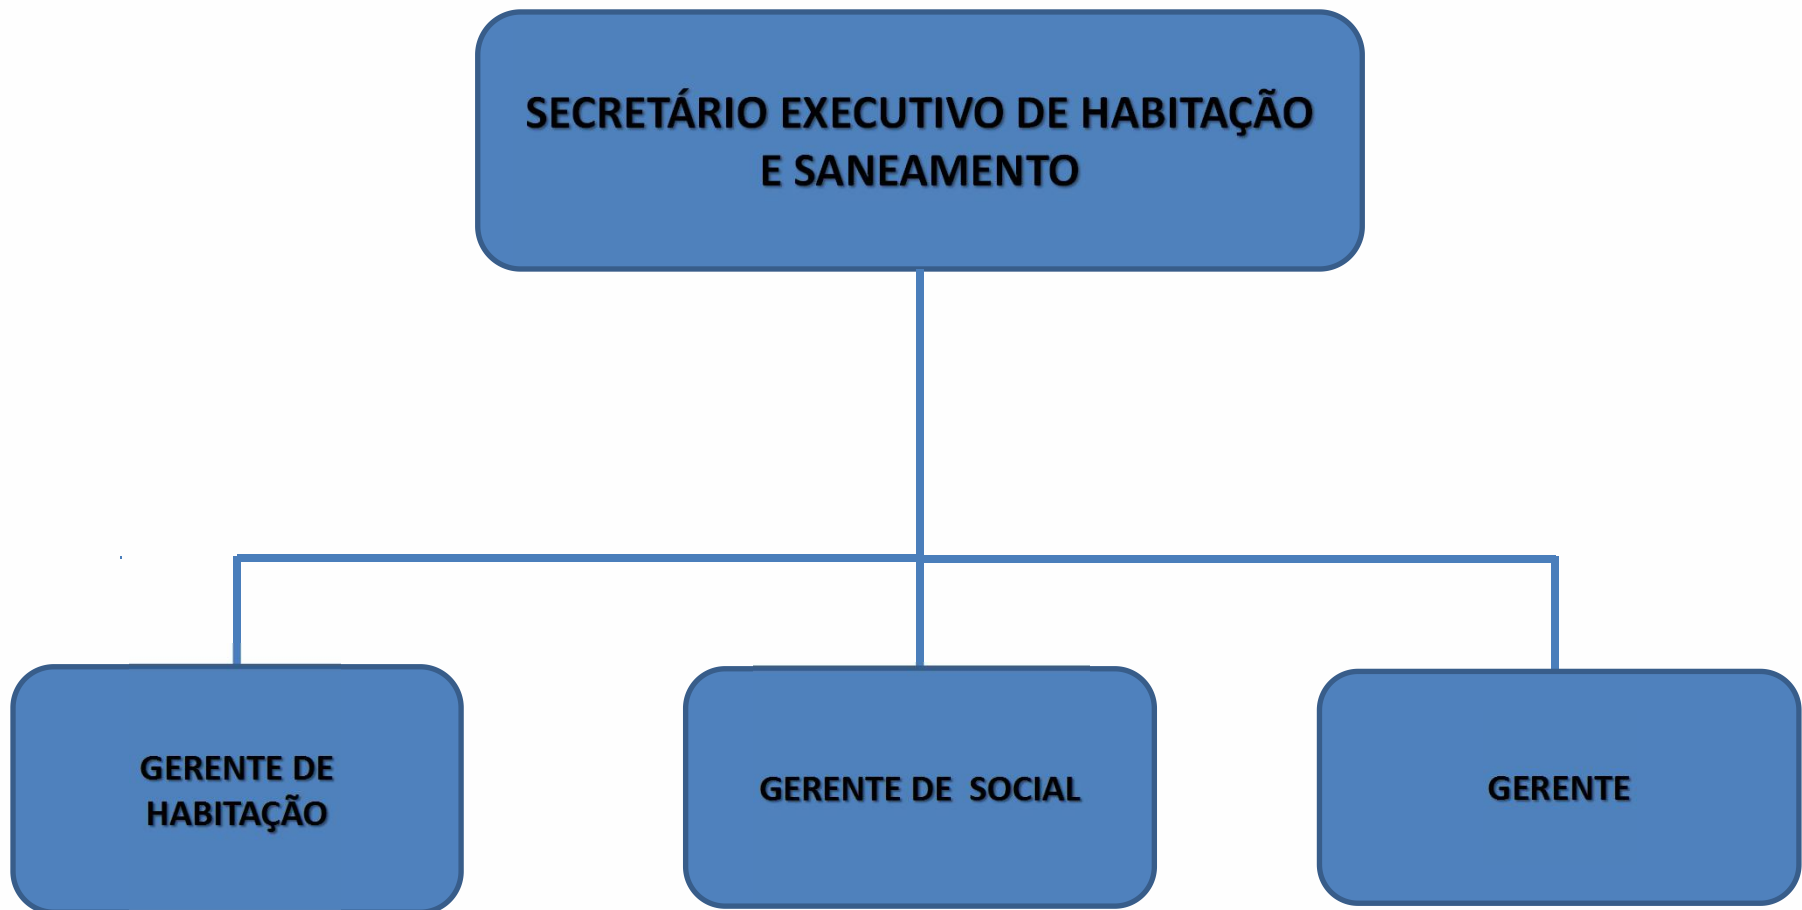 SECRETÁRIO EXECUTIVO DE HABITAÇÃO
E SANEAMENTO
GERENTE DE
HABITAÇÃO
GERENTE DE  SOCIAL
GERENTE